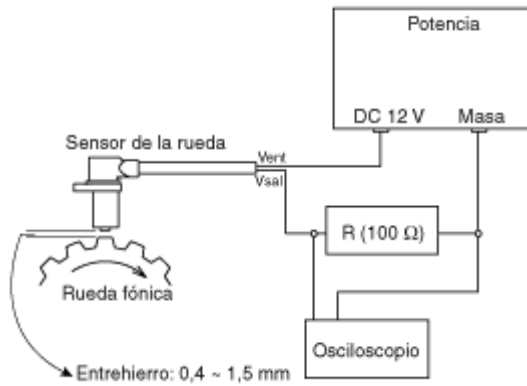 Potencia
DC 12 V Masa
Sensor de la rueda
Vent
Vsal
R (100 Ω)
Rueda fónica
Osciloscopio
Entrehierro: 0,4 ~ 1,5 mm